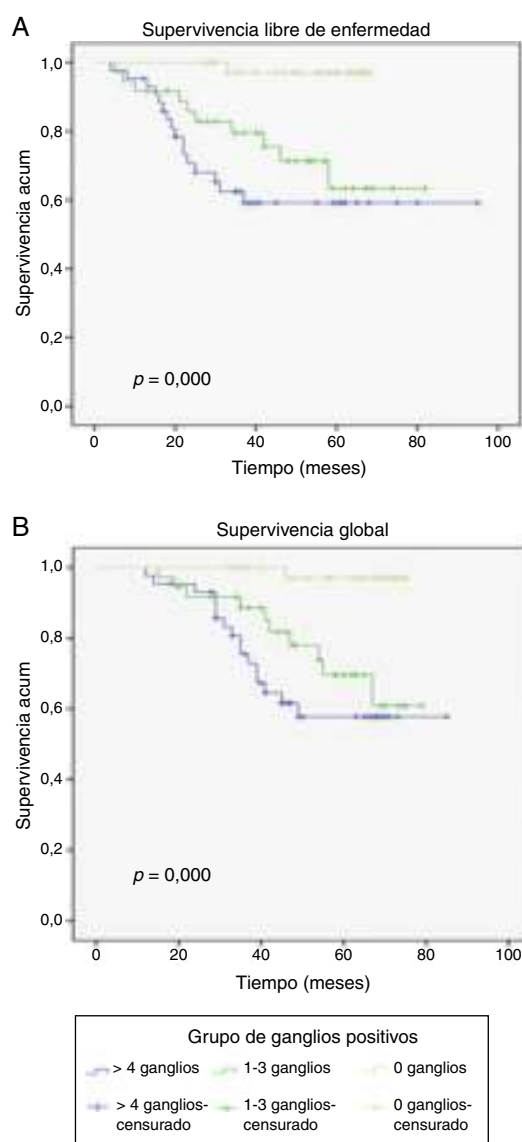 A
Supervivencia libre de enfermedad
Supervivencia acum
1,0
0,8
0,6
0,4
0,2
0,0
p = 0,000
0 20 40 60 80 100
Tiempo (meses)
B
Supervivencia global
Supervivencia acum
1,0
0,8
0,6
0,4
0,2
0,0
p = 0,000
0 20 40 60 80 100
Tiempo (meses)
Grupo de ganglios positivos
> 4 ganglios 1-3 ganglios 0 ganglios
> 4 ganglios- 1-3 ganglios- 0 ganglios-
censurado censurado censurado